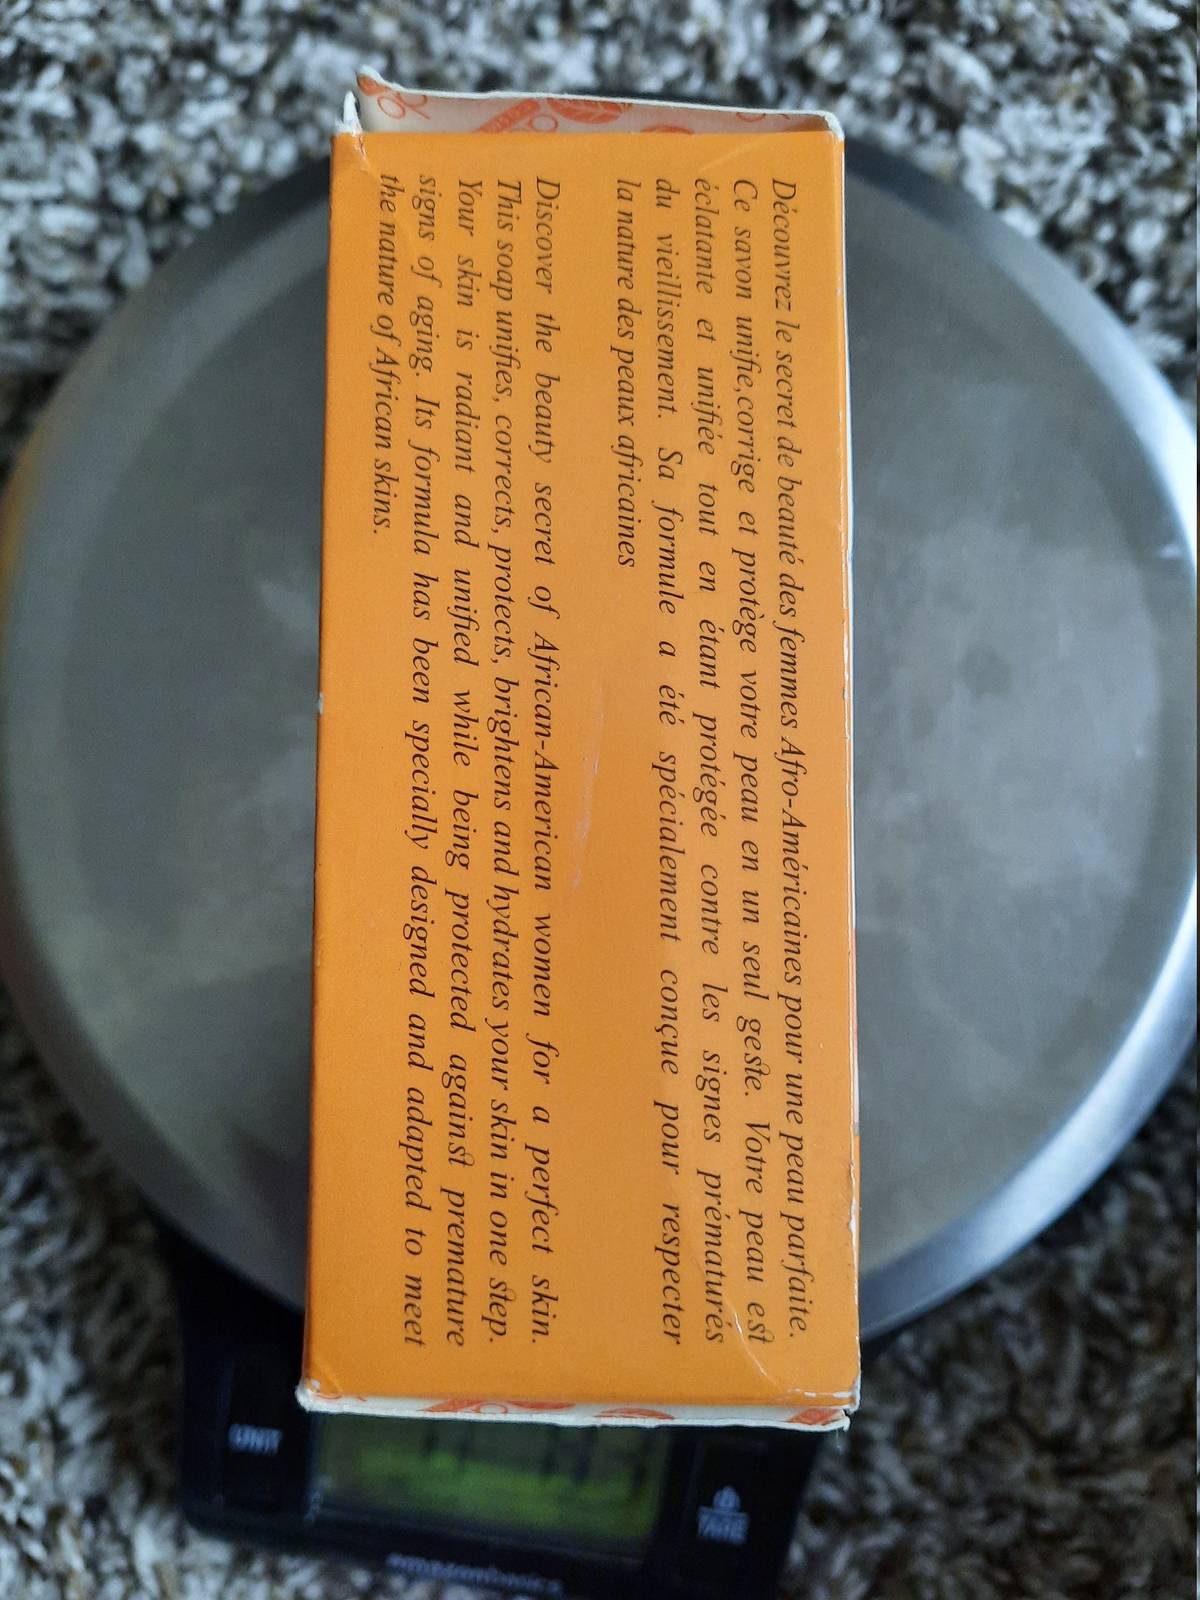 Découvrez le secret de beauté des femmes Afro-Américaines pour une peau parfaite.
Ce savon unifie,corrige et protège votre peau en un seul geste. Votre peau est
éclatante et unifiée tout en étant protégée contre les signes prématurés
du vieillissement. Sa formule a été spécialement conçue pour respecter
la nature des peaux africaines
Discover the beauty secret of African-American women for a perfect skin.
This soap unifies, corrects, protects, brightens and hydrates your skin in one step.
Your skin is radiant and unified while being protected against premature
signs of aging. Its formula has been specially designed and adapted to meet
the nature of African skins.
UNIT
TARE
amazonbasics